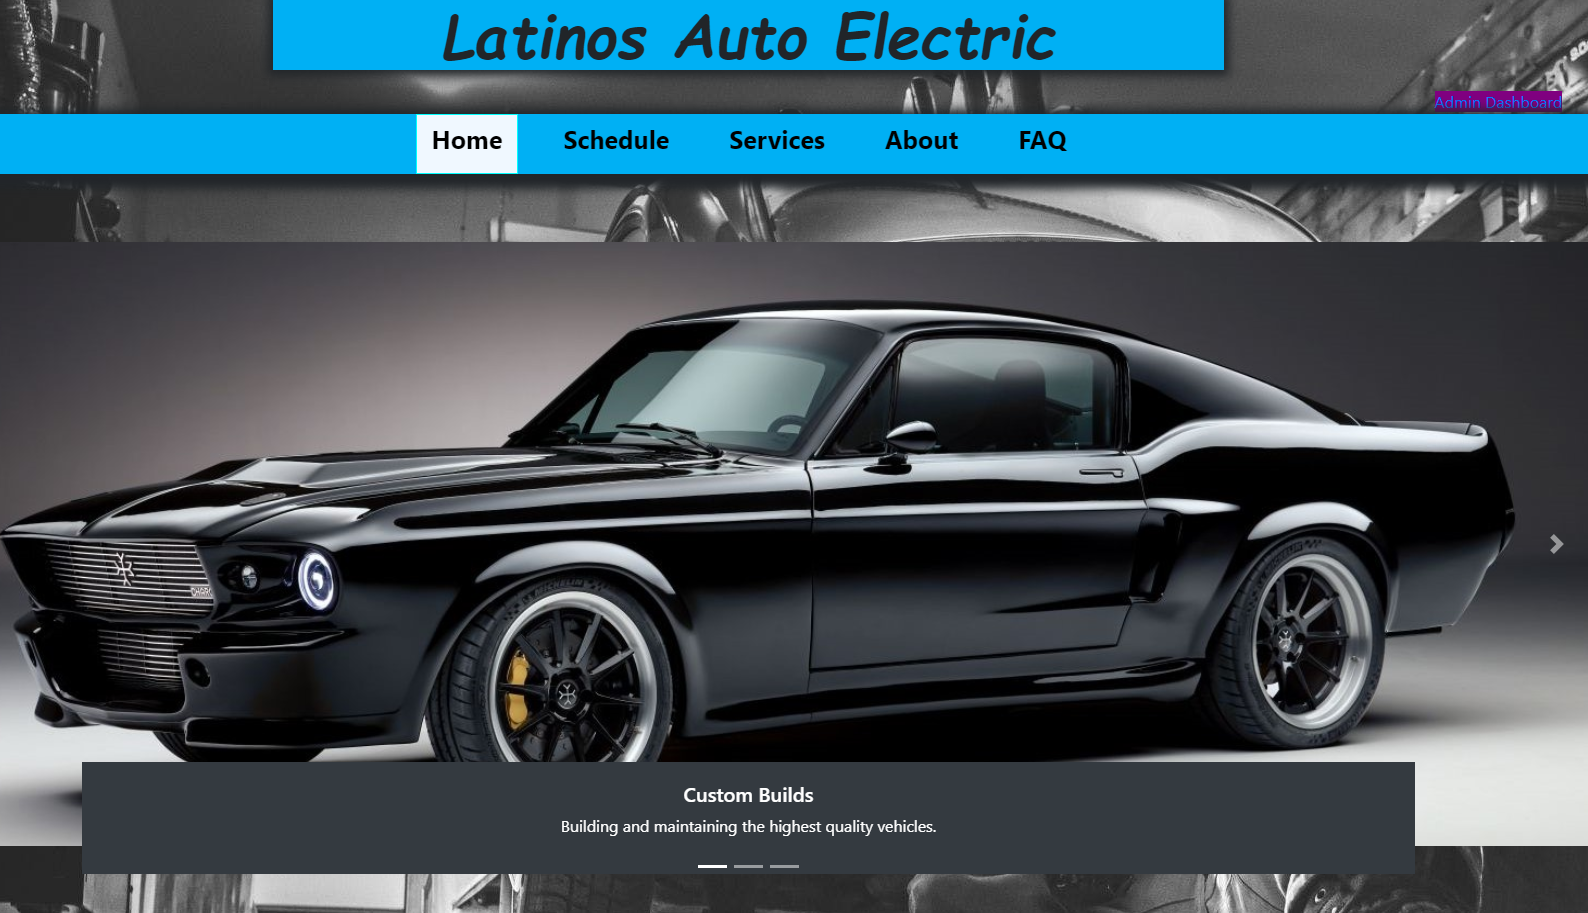 Latinos Auto Electric
Admin Dashboard
Home Schedule Services About FAQ
Custom Builds
Building and maintaining the highest quality vehicles.